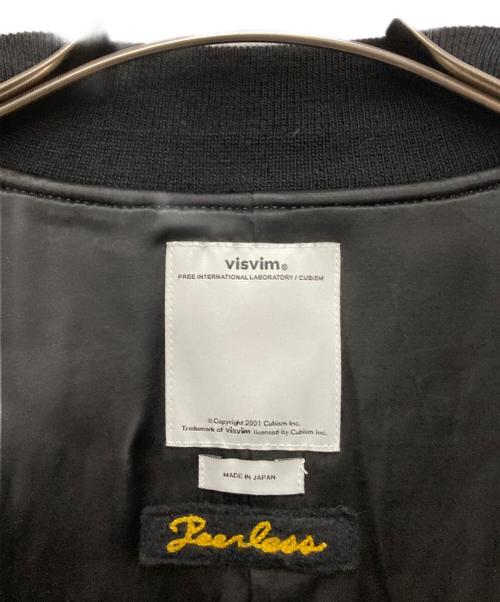 visvim®
FREE INTERNATIONAL LABORATORY / CUBISM
©Copyright 2001 Cubism Inc.
Trademark of visvim licensed by Cubism Inc.
MADE IN JAPAN
Peerless